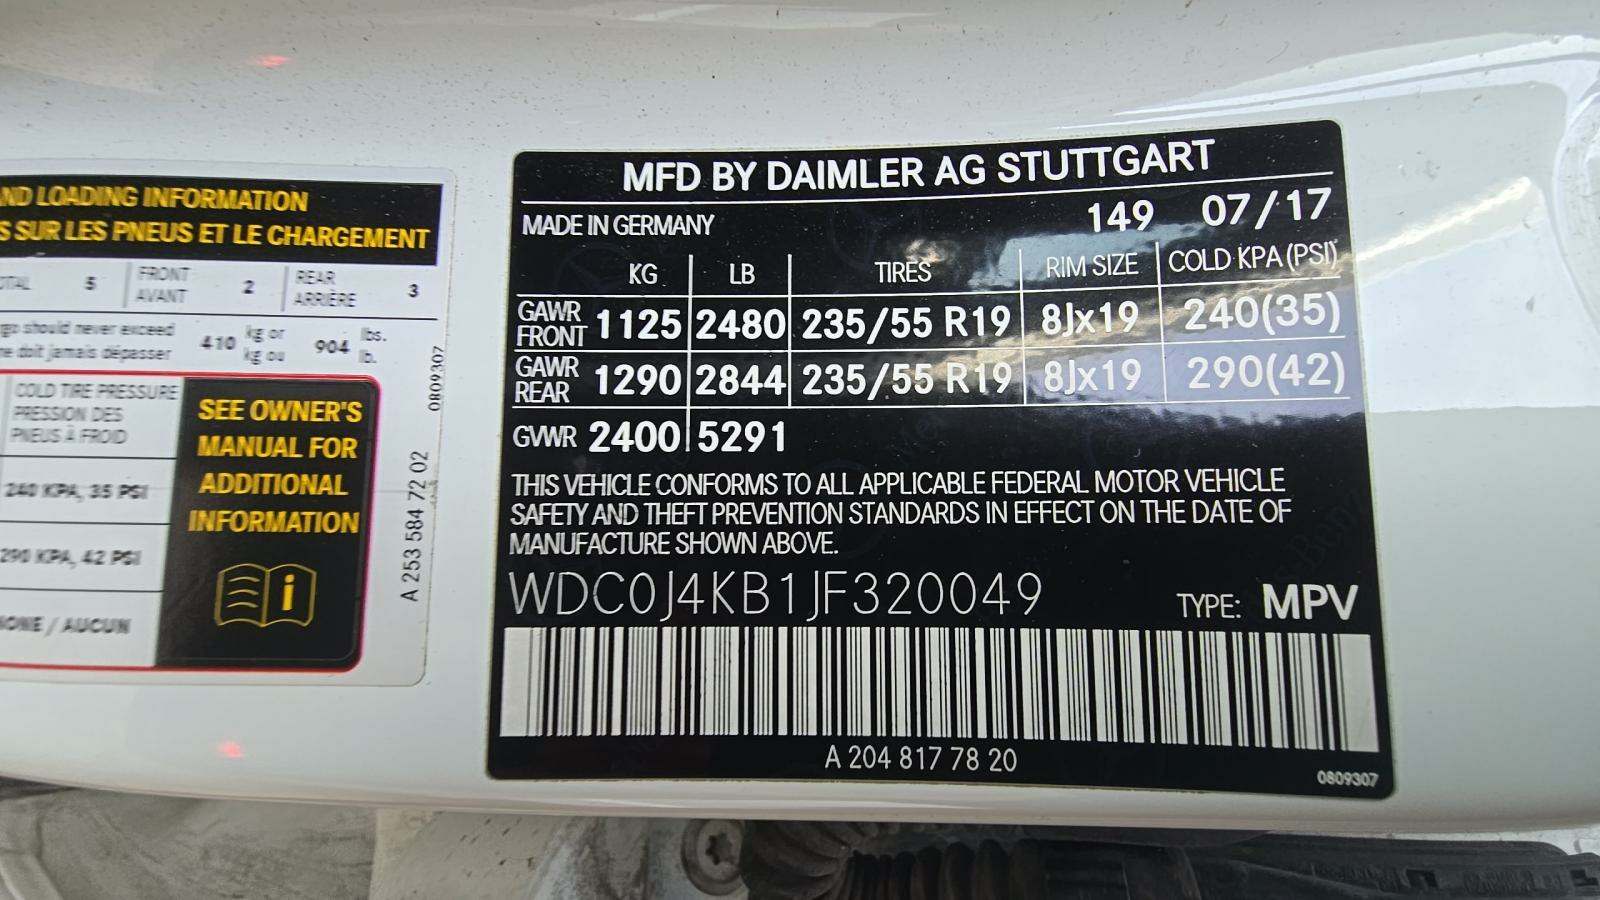 ND LOADING INFORMATION
S SUR LES PNEUS ET LE CHARGEMENT
FRONT
AVANT
REAR
ARRIÈRE
5
2
3
should never exceed
doit jamais dépasser
410
kg or
kg ou
904
lbs.
lb.
COLD TIRE PRESSURE
PRESSION DES
PNEUS À FROID
240 KPA, 35 PSI
290 KPA, 42 PSI
/ AUCUN
SEE OWNER'S
MANUAL FOR
ADDITIONAL
INFORMATION
0809307
A 253 584 72 02
MFD BY DAIMLER AG STUTTGART
MADE IN GERMANY 149 07/17
KG LB TIRES RIM SIZE COLD KPA (PSI)
GAWR FRONT 1125 2480 235/55 R19 8Jx19 240(35)
GAWR REAR 1290 2844 235/55 R19 8Jx19 290(42)
GVWR 2400 5291
THIS VEHICLE CONFORMS TO ALL APPLICABLE FEDERAL MOTOR VEHICLE
SAFETY AND THEFT PREVENTION STANDARDS IN EFFECT ON THE DATE OF
MANUFACTURE SHOWN ABOVE.
WDC0J4KB1JF320049 TYPE: MPV
A 204 817 78 20
0809307